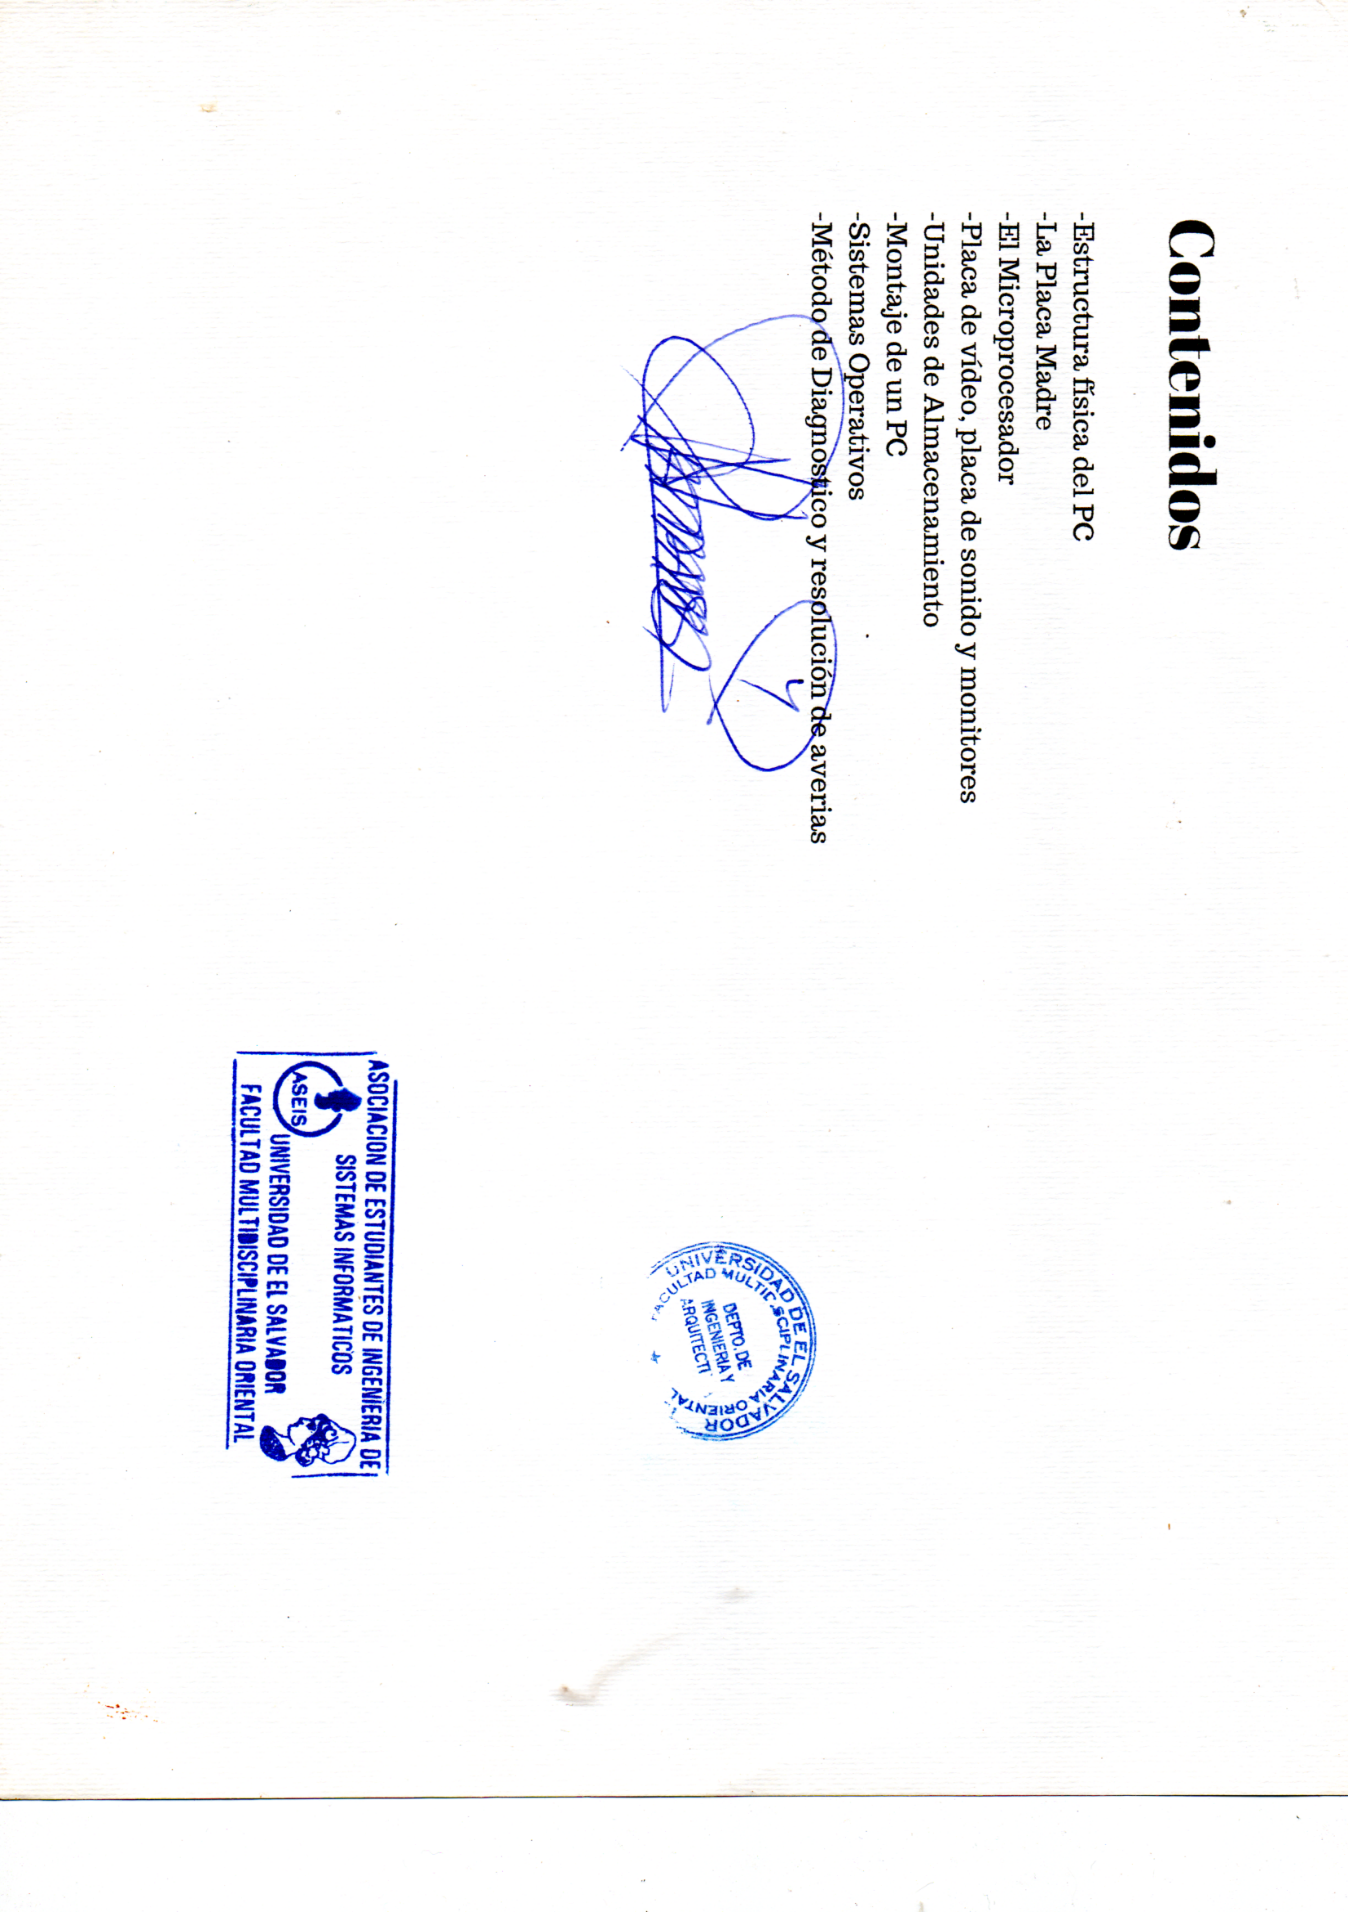 Contenidos
-Estructura física del PC
-La Placa Madre
-El Microprocesador
-Placa de vídeo, placa de sonido y monitores
-Unidades de Almacenamiento
-Montaje de un PC
-Sistemas Operativos
-Método de Diagnostico y resolución de averias
UNIVERSIDAD DE EL SALVADOR
FACULTAD MULTIDISCIPLINARIA ORIENTAL
DEPTO. DE
INGENIERIA Y
ARQUITECT
ASOCIACION DE ESTUDIANTES DE INGENIERIA DE
SISTEMAS INFORMATICOS
ASEIS
UNIVERSIDAD DE EL SALVADOR
FACULTAD MULTIDISCIPLINARIA ORIENTAL